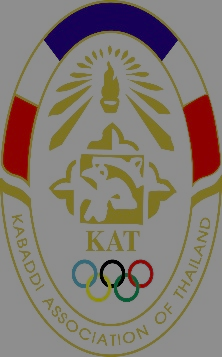 KAT
KABADDI ASSOCIATION OF THAILAND